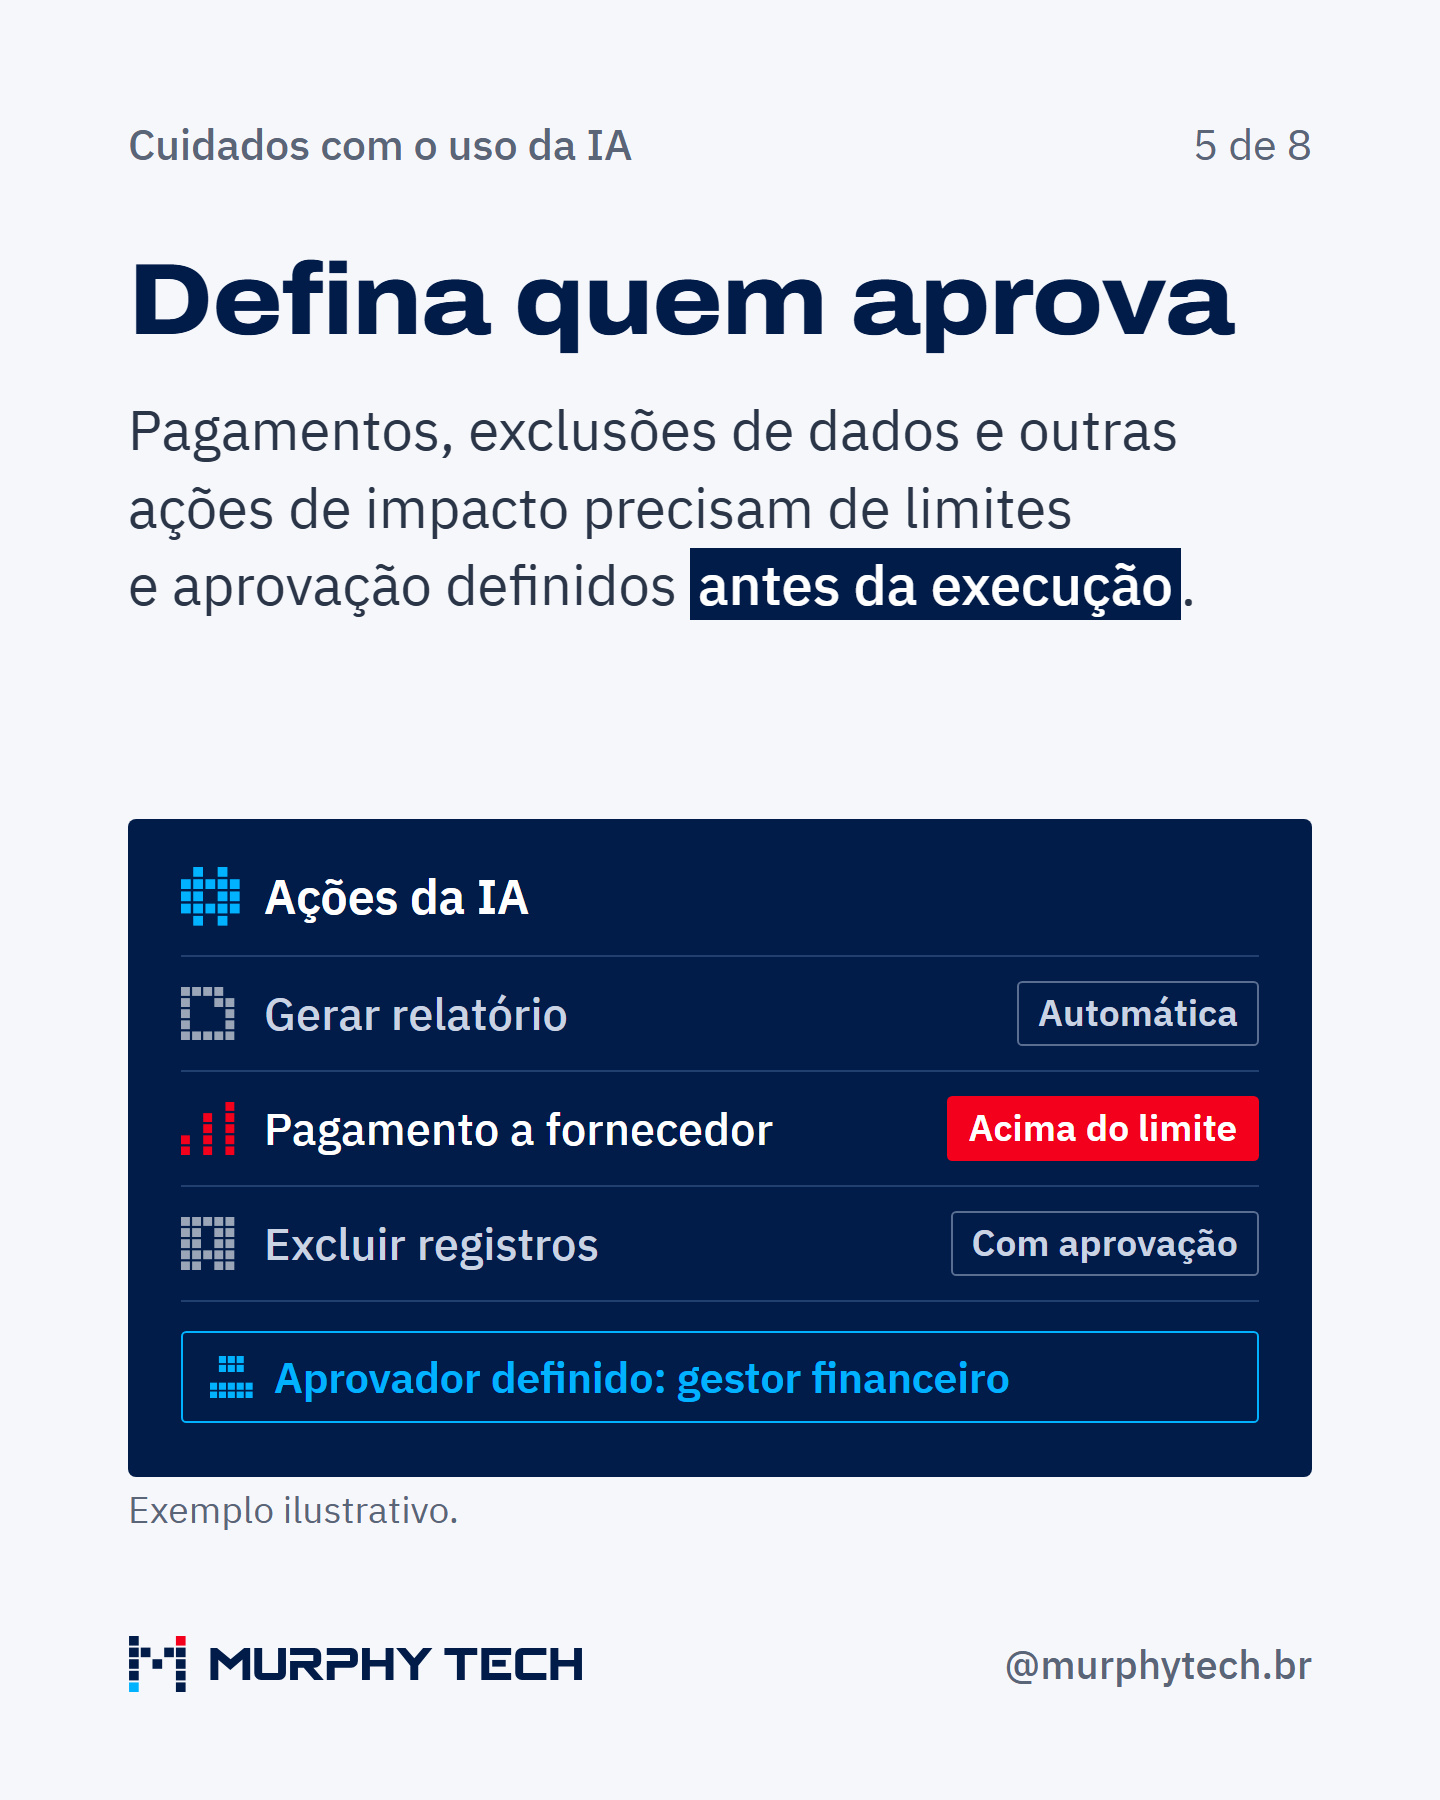 Cuidados com o uso da IA
5 de 8
Defina quem aprova
Pagamentos, exclusões de dados e outras
ações de impacto precisam de limites
e aprovação definidos antes da execução.
Ações da IA
Gerar relatório
Automática
Pagamento a fornecedor
Acima do limite
Excluir registros
Com aprovação
Aprovador definido: gestor financeiro
Exemplo ilustrativo.
MURPHY TECH
@murphytech.br